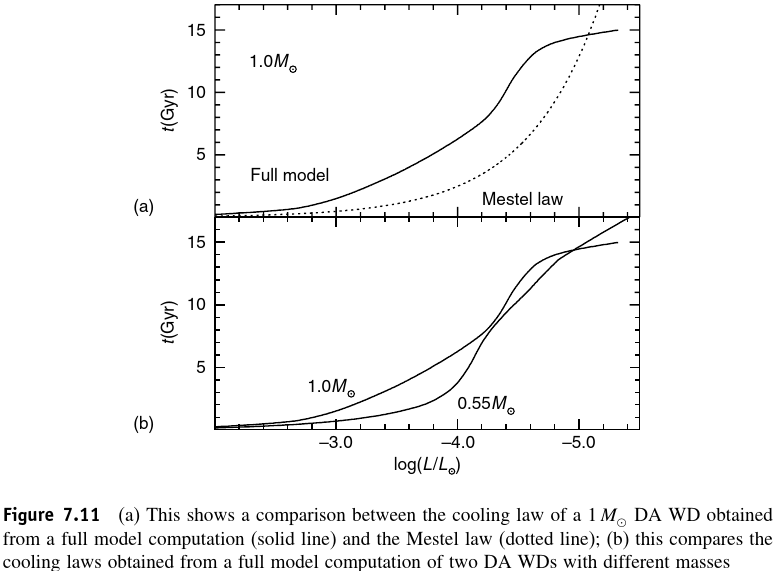 15
1.0M⊙
10
t(Gyr)
5
Full model
Mestel law
(a)
15
10
t(Gyr)
5
1.0M⊙
0.55M⊙
(b)
−3.0 −4.0 −5.0
log(L/L⊙)
Figure 7.11 (a) This shows a comparison between the cooling law of a 1 M⊙ DA WD obtained
from a full model computation (solid line) and the Mestel law (dotted line); (b) this compares the
cooling laws obtained from a full model computation of two DA WDs with different masses